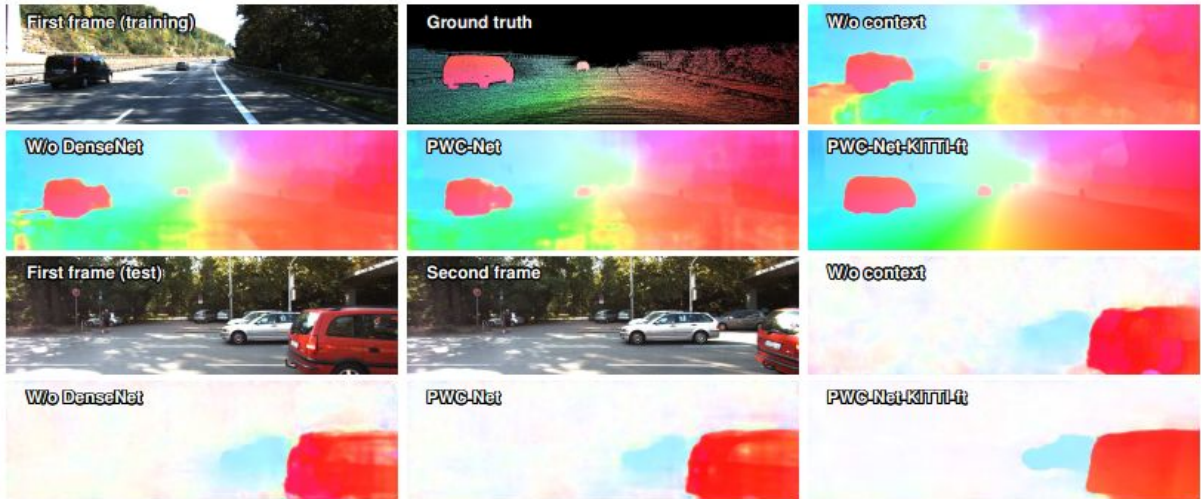 First frame (training)
Ground truth
W/o context
W/o DenseNet
PWC-Net
PWC-Net-KITTI-ft
First frame (test)
Second frame
W/o context
W/o DenseNet
PWC-Net
PWC-Net-KITTI-ft